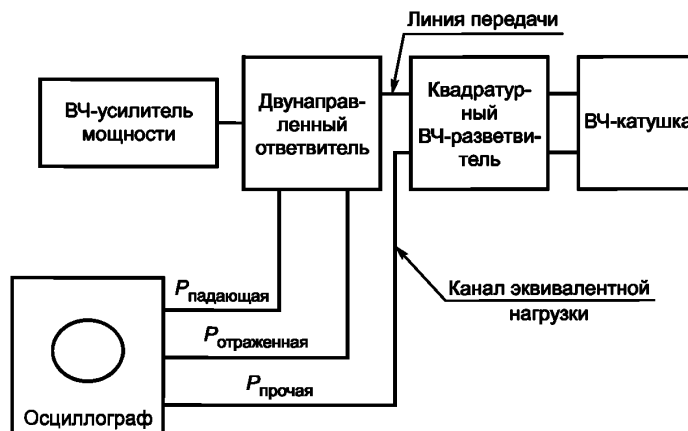 Линия передачи
ВЧ-усилитель
мощности
Двунаправ-
ленный
ответвитель
Квадратур-
ный
ВЧ-разветви-
тель
ВЧ-катушка
Pпадающая
Pотраженная
Pпрочая
Канал эквивалентной
нагрузки
Осциллограф